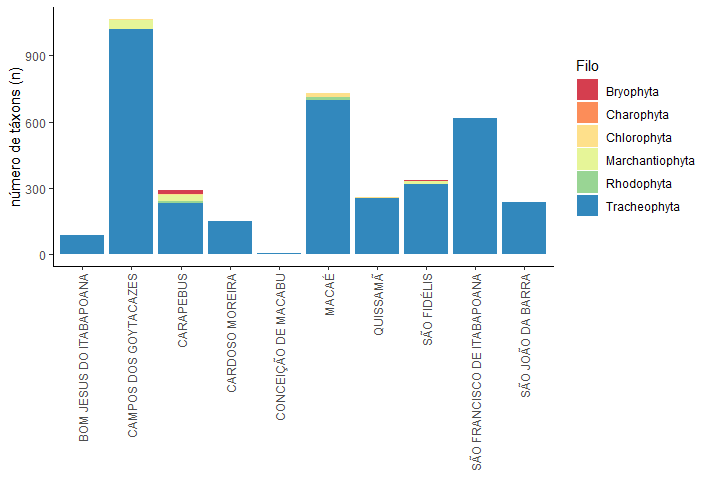 número de táxons (n)
900
600
300
0
BOM JESUS DO ITABAPOANA
CAMPOS DOS GOYTACAZES
CARAPEBUS
CARDOSO MOREIRA
CONCEIÇÃO DE MACABU
MACAÉ
QUISSAMÃ
SÃO FIDÉLIS
SÃO FRANCISCO DE ITABAPOANA
SÃO JOÃO DA BARRA
Filo
Bryophyta
Charophyta
Chlorophyta
Marchantiophyta
Rhodophyta
Tracheophyta